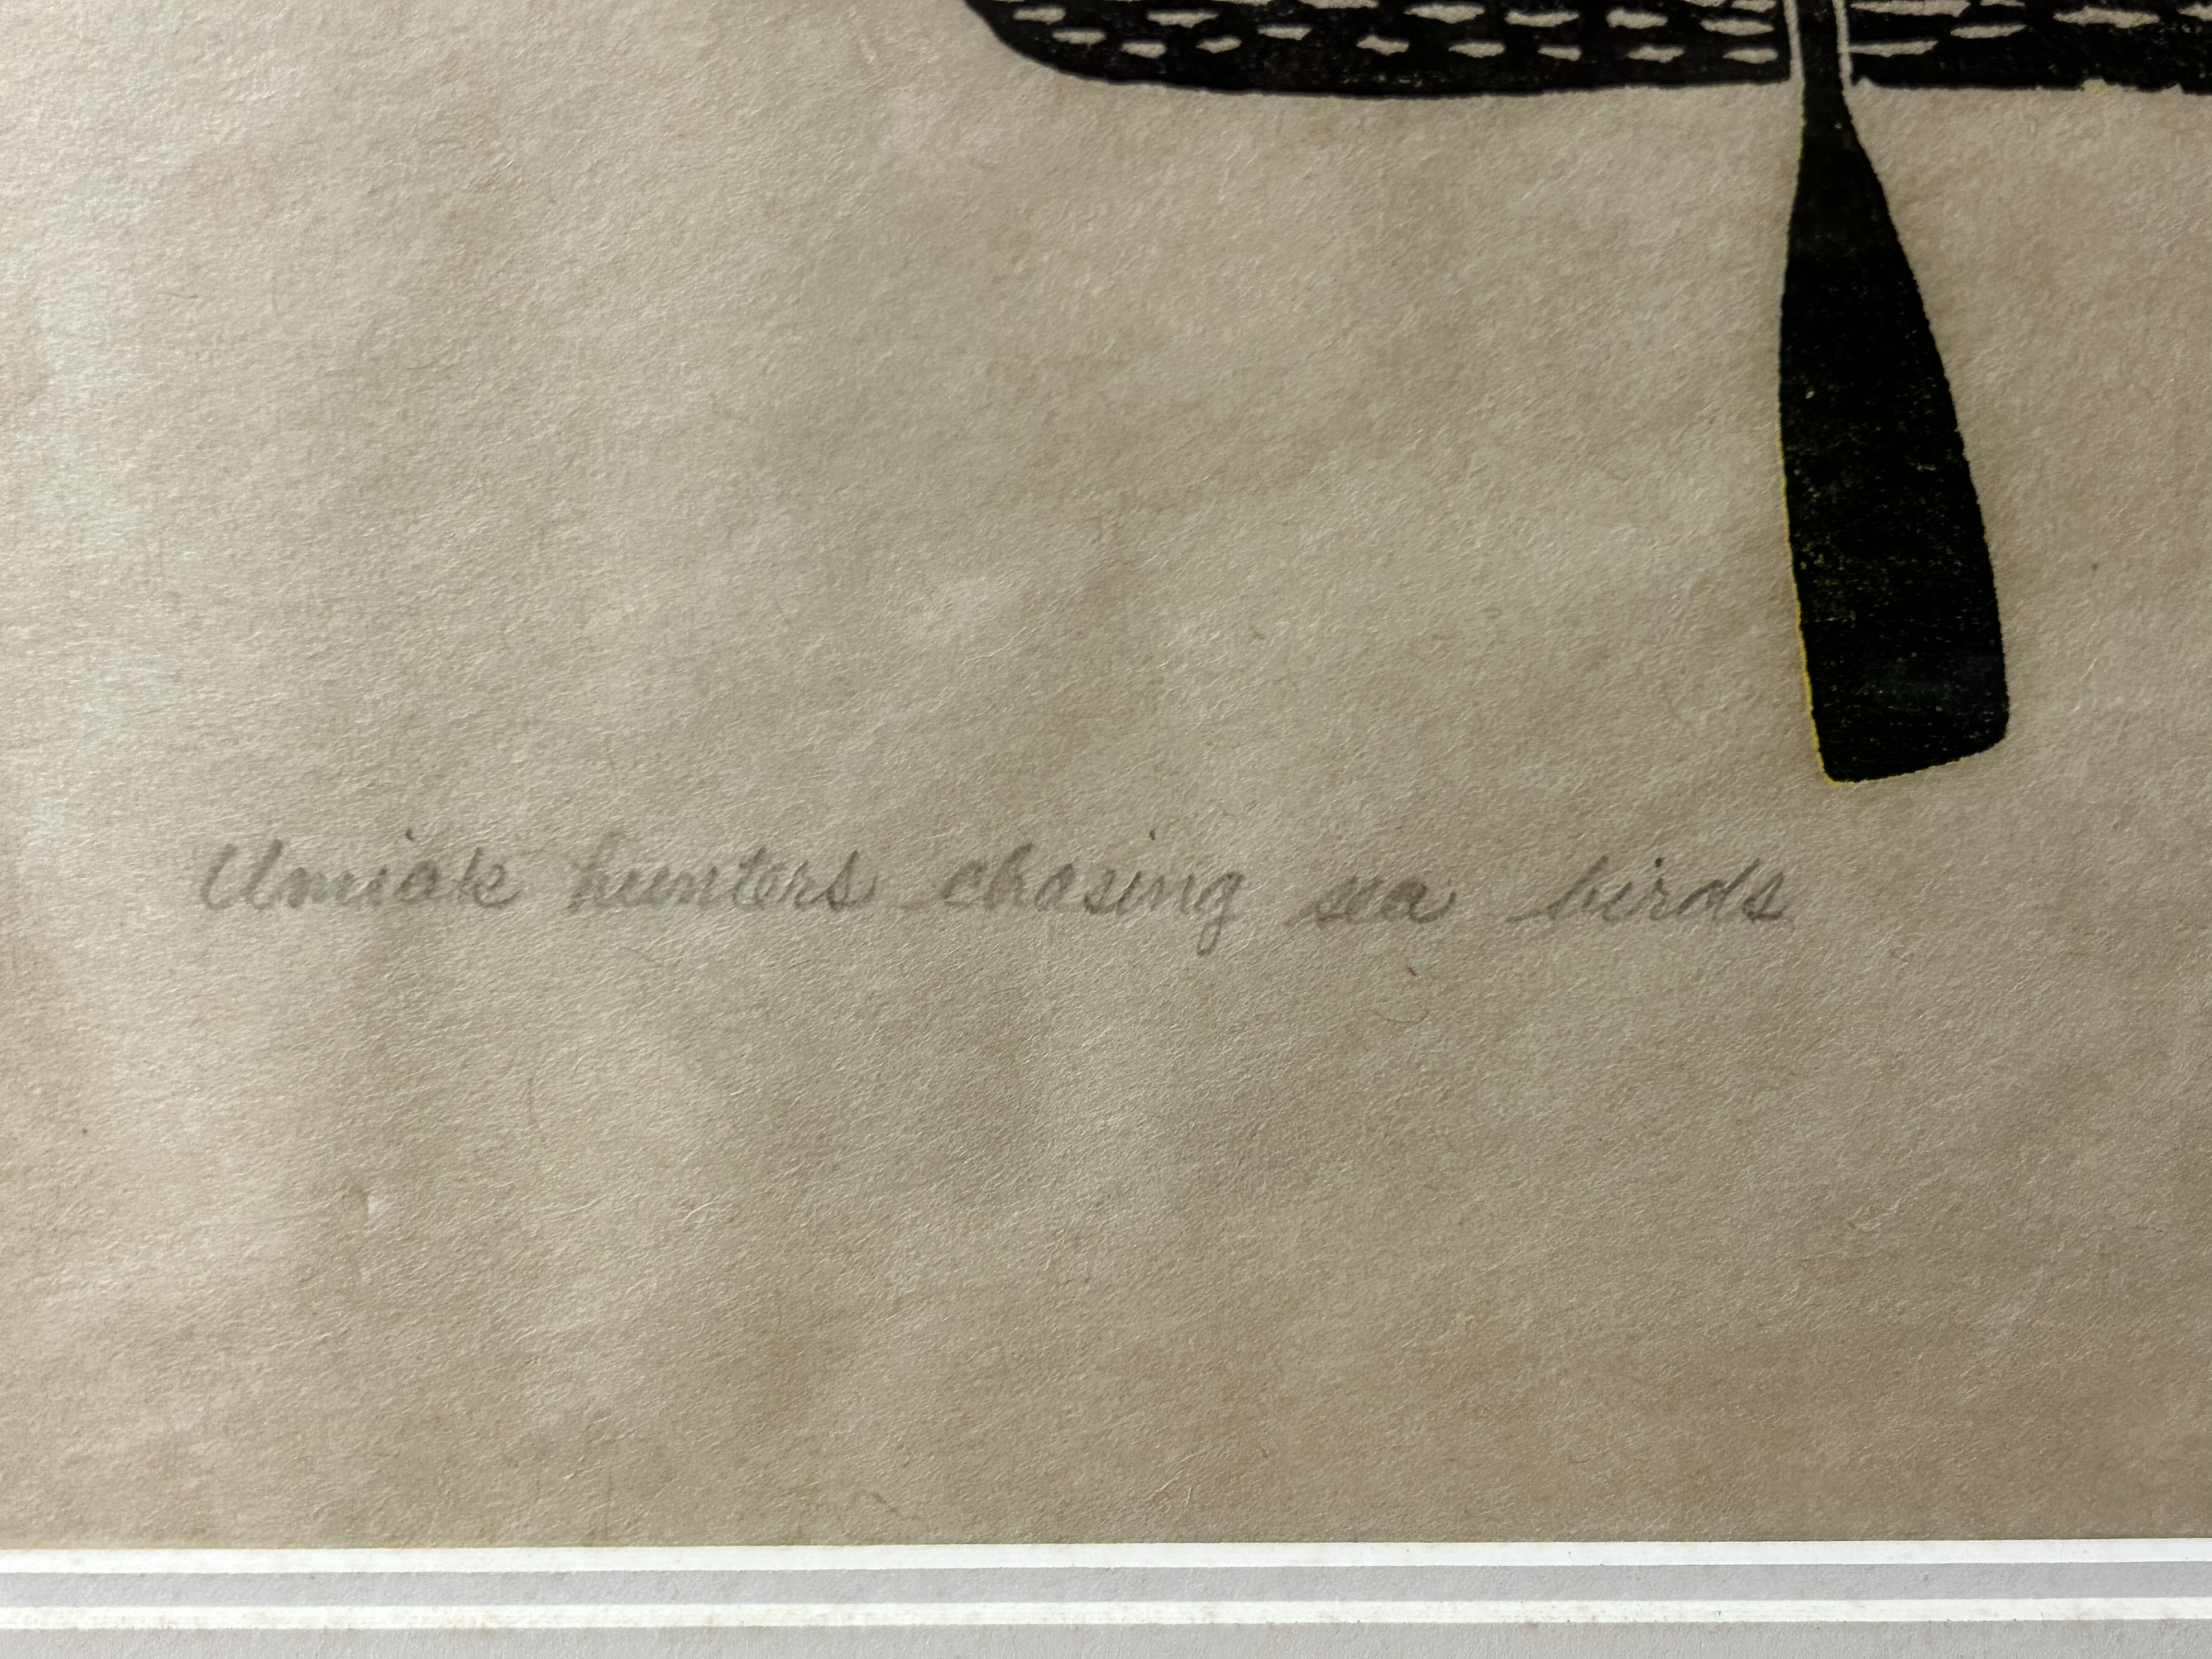 Umiak hunters chasing sea birds